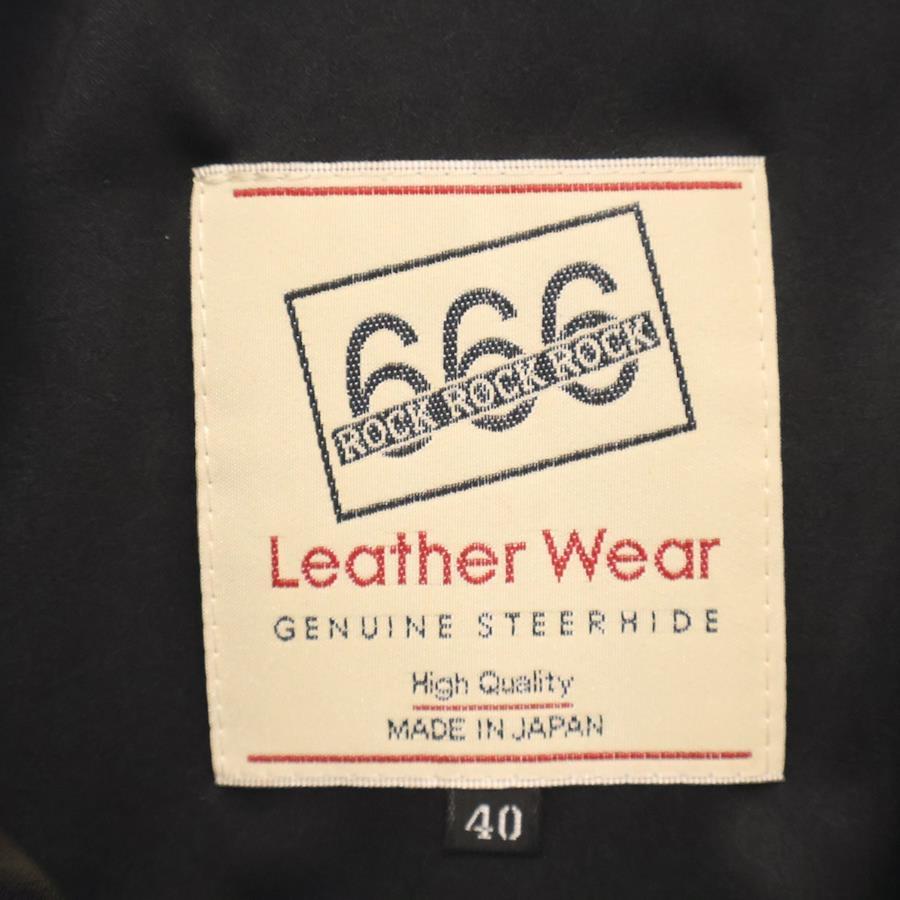 666
ROCK ROCK ROCK
Leather Wear
GENUINE STEERHIDE
High Quality
MADE IN JAPAN
40